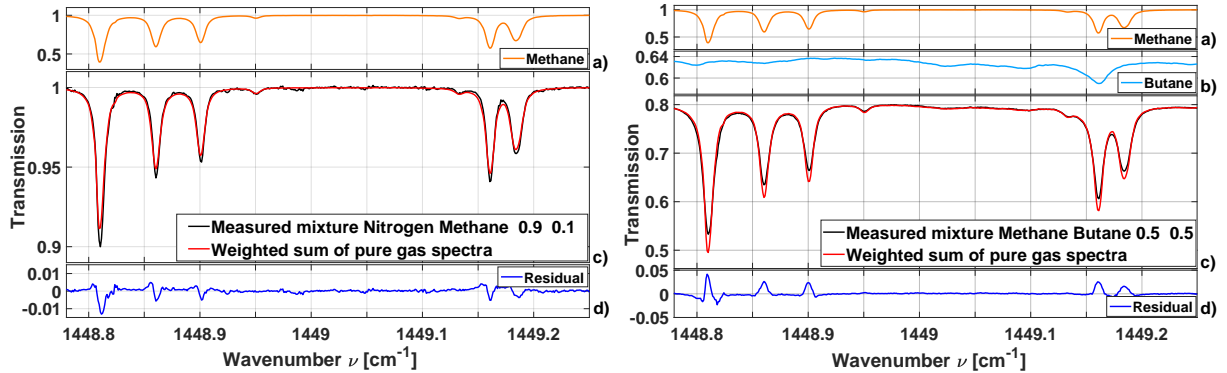 1
0.5
Methane
a)
1
0.95
0.9
Transmission
Measured mixture Nitrogen Methane 0.9 0.1
Weighted sum of pure gas spectra
c)
0.01
0
-0.01
Residual
d)
1448.8 1448.9 1449 1449.1 1449.2
Wavenumber ν [cm-1]
1
0.5
Methane
a)
0.64
0.6
Butane
b)
0.8
0.7
0.6
0.5
Transmission
Measured mixture Methane Butane 0.5 0.5
Weighted sum of pure gas spectra
c)
0.05
0
-0.05
Residual
d)
1448.8 1448.9 1449 1449.1 1449.2
Wavenumber ν [cm-1]